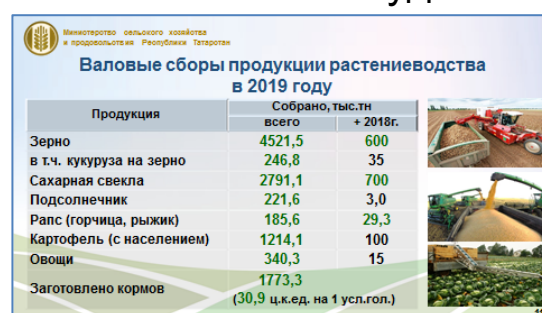 Министерство сельского хозяйства
и продовольствия Республики Татарстан
Валовые сборы продукции растениеводства
в 2019 году
Продукция Собрано, тыс.тн
всего + 2018г.
Зерно 4521,5 600
в т.ч. кукуруза на зерно 246,8 35
Сахарная свекла 2791,1 700
Подсолнечник 221,6 3,0
Рапс (горчица, рыжик) 185,6 29,3
Картофель (с населением) 1214,1 100
Овощи 340,3 15
Заготовлено кормов 1773,3
(30,9 ц.к.ед. на 1 усл.гол.)